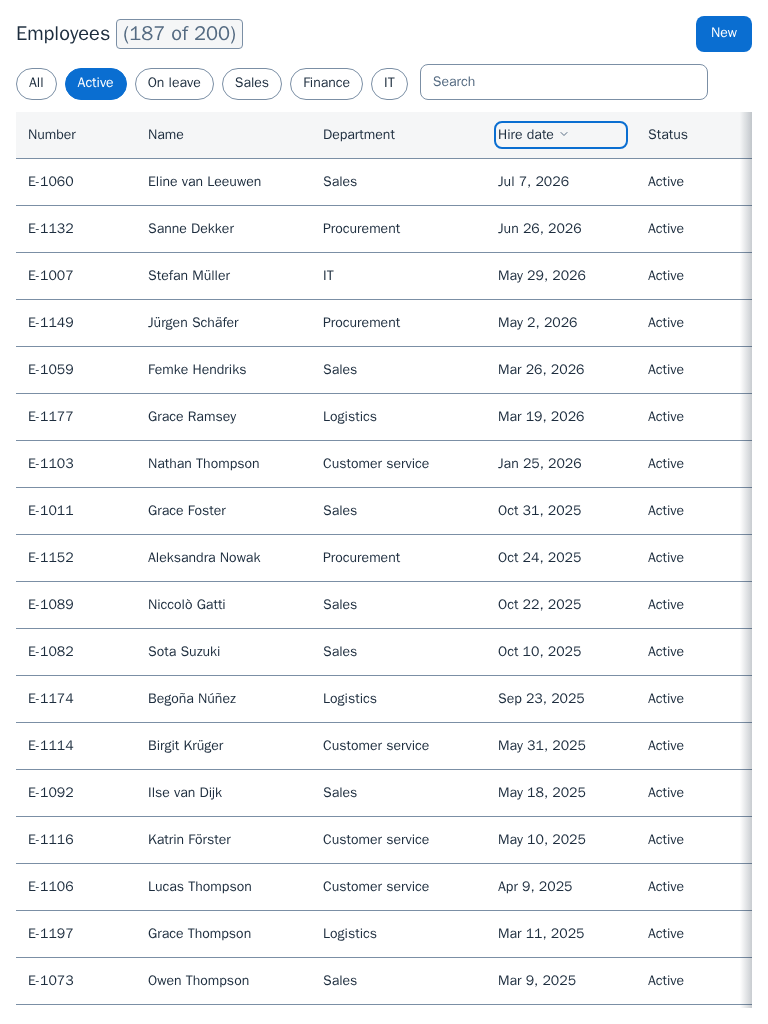 Employees (187 of 200) New
All Active On leave Sales Finance IT Search
Number Name Department Hire date Status
E-1060 Eline van Leeuwen Sales Jul 7, 2026 Active
E-1132 Sanne Dekker Procurement Jun 26, 2026 Active
E-1007 Stefan Müller IT May 29, 2026 Active
E-1149 Jürgen Schäfer Procurement May 2, 2026 Active
E-1059 Femke Hendriks Sales Mar 26, 2026 Active
E-1177 Grace Ramsey Logistics Mar 19, 2026 Active
E-1103 Nathan Thompson Customer service Jan 25, 2026 Active
E-1011 Grace Foster Sales Oct 31, 2025 Active
E-1152 Aleksandra Nowak Procurement Oct 24, 2025 Active
E-1089 Niccolò Gatti Sales Oct 22, 2025 Active
E-1082 Sota Suzuki Sales Oct 10, 2025 Active
E-1174 Begoña Núñez Logistics Sep 23, 2025 Active
E-1114 Birgit Krüger Customer service May 31, 2025 Active
E-1092 Ilse van Dijk Sales May 18, 2025 Active
E-1116 Katrin Förster Customer service May 10, 2025 Active
E-1106 Lucas Thompson Customer service Apr 9, 2025 Active
E-1197 Grace Thompson Logistics Mar 11, 2025 Active
E-1073 Owen Thompson Sales Mar 9, 2025 Active